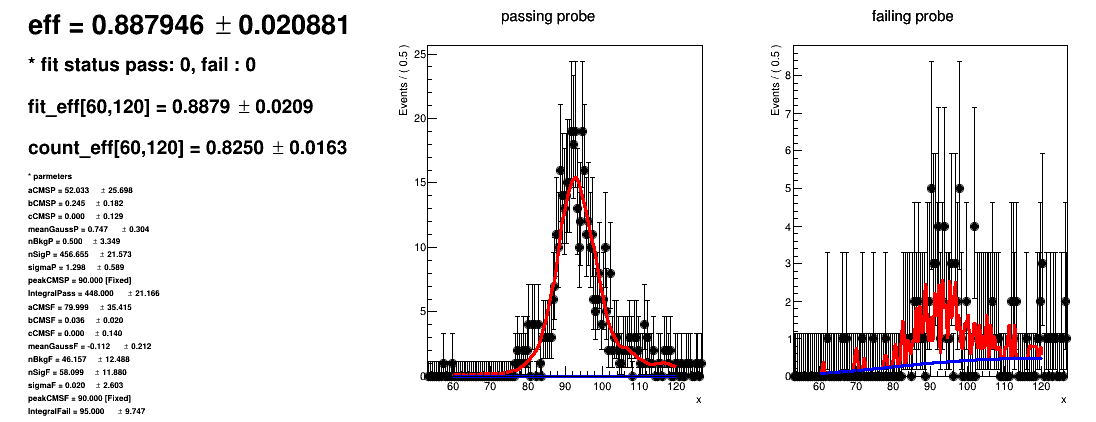 eff = 0.887946 ± 0.020881
* fit status pass: 0, fail : 0
fit_eff[60,120] = 0.8879 ± 0.0209
count_eff[60,120] = 0.8250 ± 0.0163
* parmeters
aCMSP = 52.033 ± 25.698
bCMSP = 0.245 ± 0.182
cCMSP = 0.000 ± 0.129
meanGaussP = 0.747 ± 0.304
nBkgP = 0.500 ± 3.349
nSigP = 456.655 ± 21.573
sigmaP = 1.298 ± 0.589
peakCMSP = 90.000 [Fixed]
IntegralPass = 448.000 ± 21.166
aCMSF = 79.999 ± 35.415
bCMSF = 0.036 ± 0.020
cCMSF = 0.000 ± 0.140
meanGaussF = -0.112 ± 0.212
nBkgF = 46.157 ± 12.488
nSigF = 58.099 ± 11.880
sigmaF = 0.020 ± 2.603
peakCMSF = 90.000 [Fixed]
IntegralFail = 95.000 ± 9.747
passing probe
Events / ( 0.5 )
25
20
15
10
5
0
60 70 80 90 100 110 120
x
failing probe
Events / ( 0.5 )
8
7
6
5
4
3
2
1
0
60 70 80 90 100 110 120
x